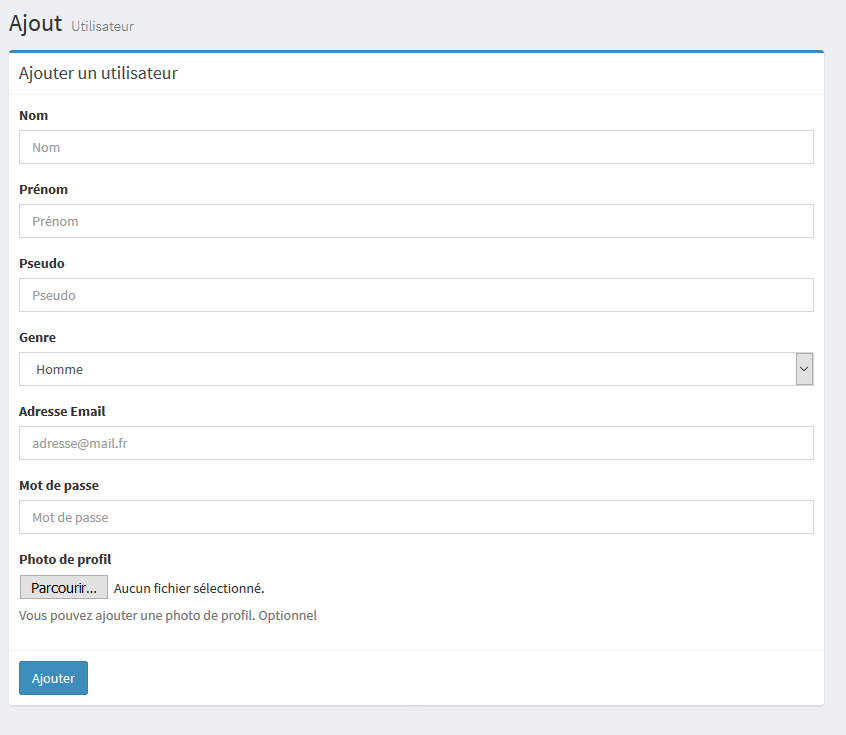 Ajout Utilisateur
Ajouter un utilisateur
Nom
Nom
Prénom
Prénom
Pseudo
Pseudo
Genre
Homme
Adresse Email
adresse@mail.fr
Mot de passe
Mot de passe
Photo de profil
Parcourir... Aucun fichier sélectionné.
Vous pouvez ajouter une photo de profil. Optionnel
Ajouter